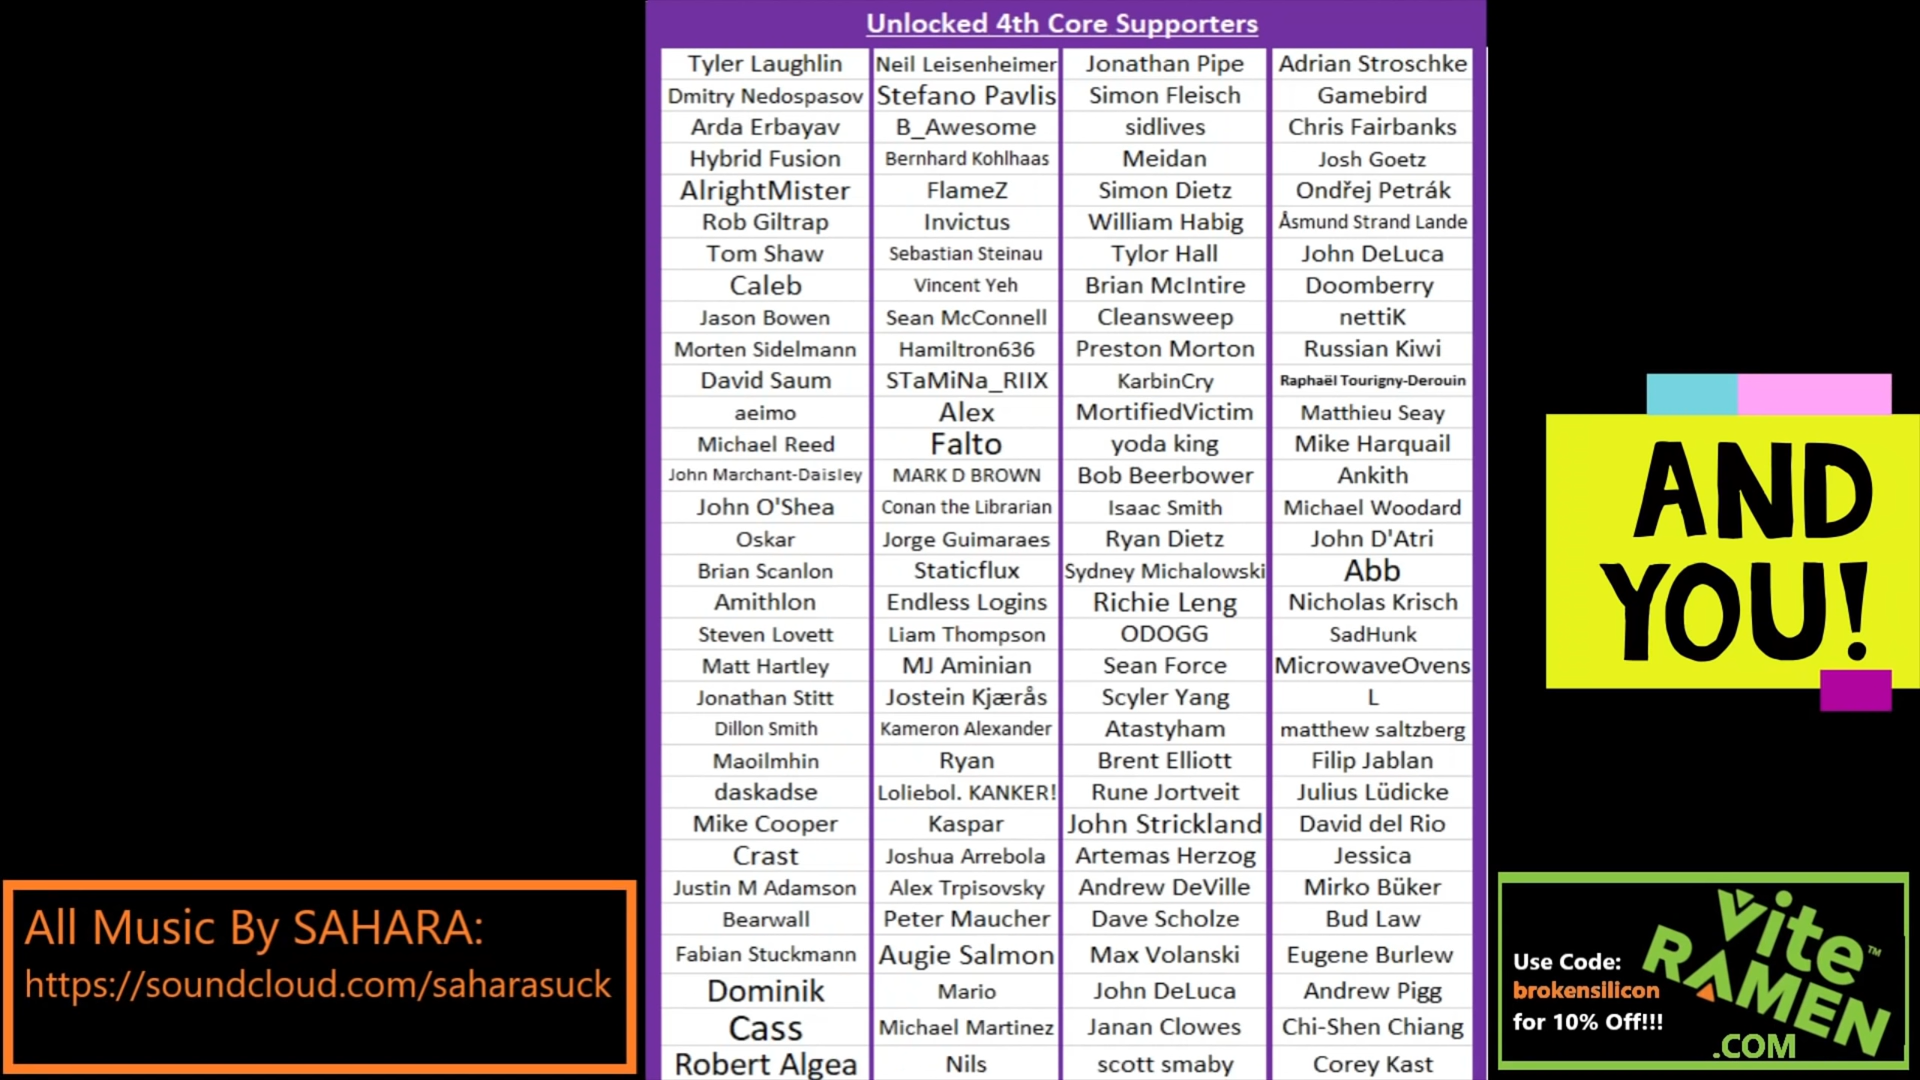 Unlocked 4th Core Supporters
Tyler Laughlin Neil Leisenheimer Jonathan Pipe Adrian Stroschke
Dmitry Nedospasov Stefano Pavlis Simon Fleisch Gamebird
Arda Erbayav B_Awesome sidlives Chris Fairbanks
Hybrid Fusion Bernhard Kohlhaas Meidan Josh Goetz
AlrightMister FlameZ Simon Dietz Ondřej Petrák
Rob Giltrap Invictus William Habig Åsmund Strand Lande
Tom Shaw Sebastian Steinau Tylor Hall John DeLuca
Caleb Vincent Yeh Brian McIntire Doomberry
Jason Bowen Sean McConnell Cleansweep nettiK
Morten Sidelmann Hamiltron636 Preston Morton Russian Kiwi
David Saum STaMiNa_RIIX KarbinCry Raphaël Tourigny-Derouin
aeimo Alex MortifiedVictim Matthieu Seay
Michael Reed Falto yoda king Mike Harquail
John Marchant-Daisley MARK D BROWN Bob Beerbower Ankith
John O'Shea Conan the Librarian Isaac Smith Michael Woodard
Oskar Jorge Guimaraes Ryan Dietz John D'Atri
Brian Scanlon Staticflux Sydney Michalowski Abb
Amithlon Endless Logins Richie Leng Nicholas Krisch
Steven Lovett Liam Thompson ODOGG SadHunk
Matt Hartley MJ Aminian Sean Force MicrowaveOvens
Jonathan Stitt Jostein Kjærås Scyler Yang L
Dillon Smith Kameron Alexander Atastyham matthew saltzberg
Maoilmhin Ryan Brent Elliott Filip Jablan
daskadse Loliebol. KANKER! Rune Jortveit Julius Lüdicke
Mike Cooper Kaspar John Strickland David del Rio
Crast Joshua Arrebola Artemas Herzog Jessica
Justin M Adamson Alex Trpisovsky Andrew DeVille Mirko Büker
Bearwall Peter Maucher Dave Scholze Bud Law
Fabian Stuckmann Augie Salmon Max Volanski Eugene Burlew
Dominik Mario John DeLuca Andrew Pigg
Cass Michael Martinez Janan Clowes Chi-Shen Chiang
Robert Algea Nils scott smaby Corey Kast
AND
YOU!
All Music By SAHARA:
https://soundcloud.com/saharasuck
Use Code:
brokensilicon
for 10% Off!!!
Vite™
RAMEN
.COM